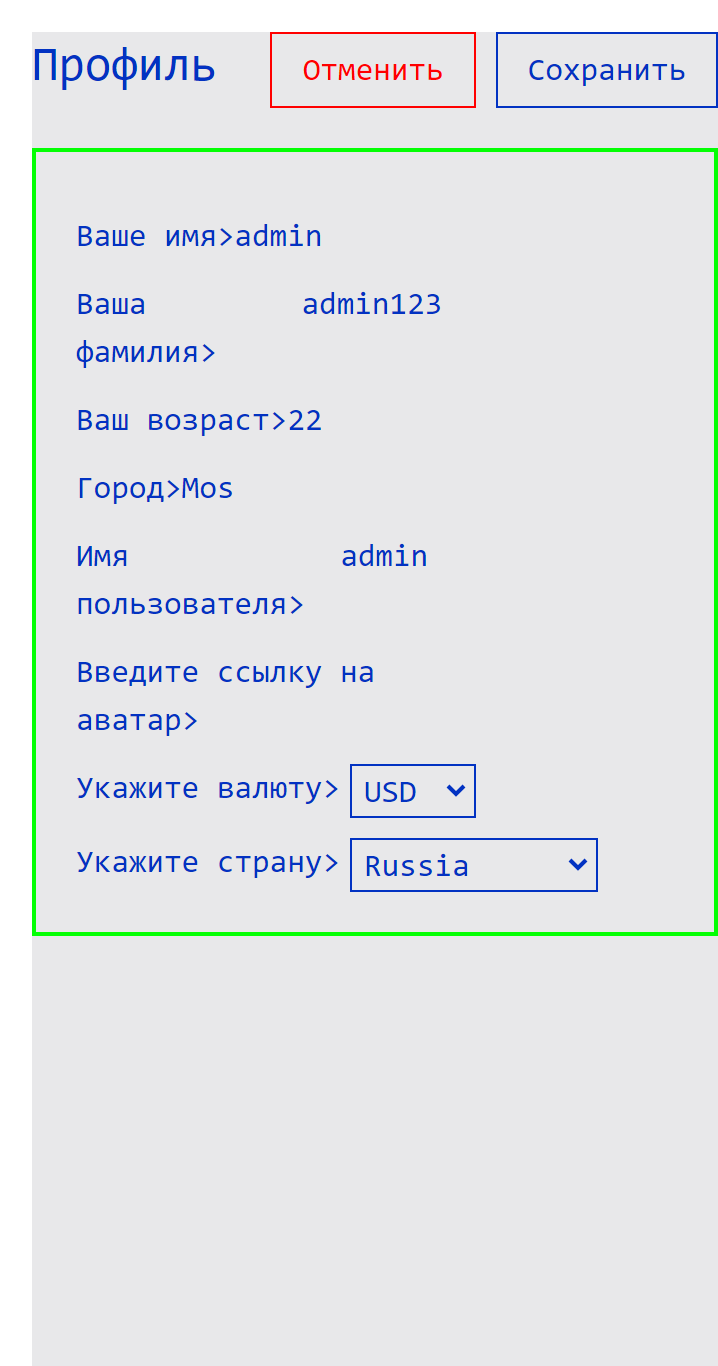 Профиль Отменить Сохранить
Ваше имя>admin
Ваша admin123
фамилия>
Ваш возраст>22
Город>Mos
Имя admin
пользователя>
Введите ссылку на
аватар>
Укажите валюту> USD
Укажите страну> Russia